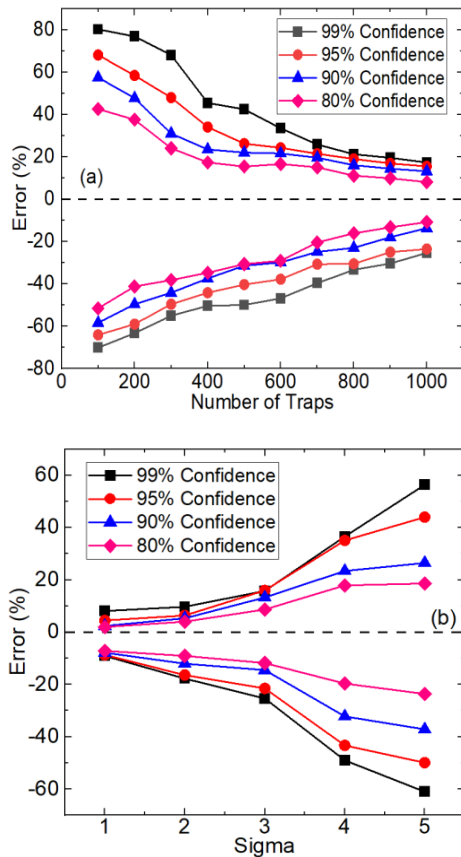 80
60
40
20
0
-20
-40
-60
-80
Error (%)
99% Confidence
95% Confidence
90% Confidence
80% Confidence
(a)
0 200 400 600 800 1000
Number of Traps
60
40
20
0
-20
-40
-60
Error (%)
99% Confidence
95% Confidence
90% Confidence
80% Confidence
(b)
1 2 3 4 5
Sigma